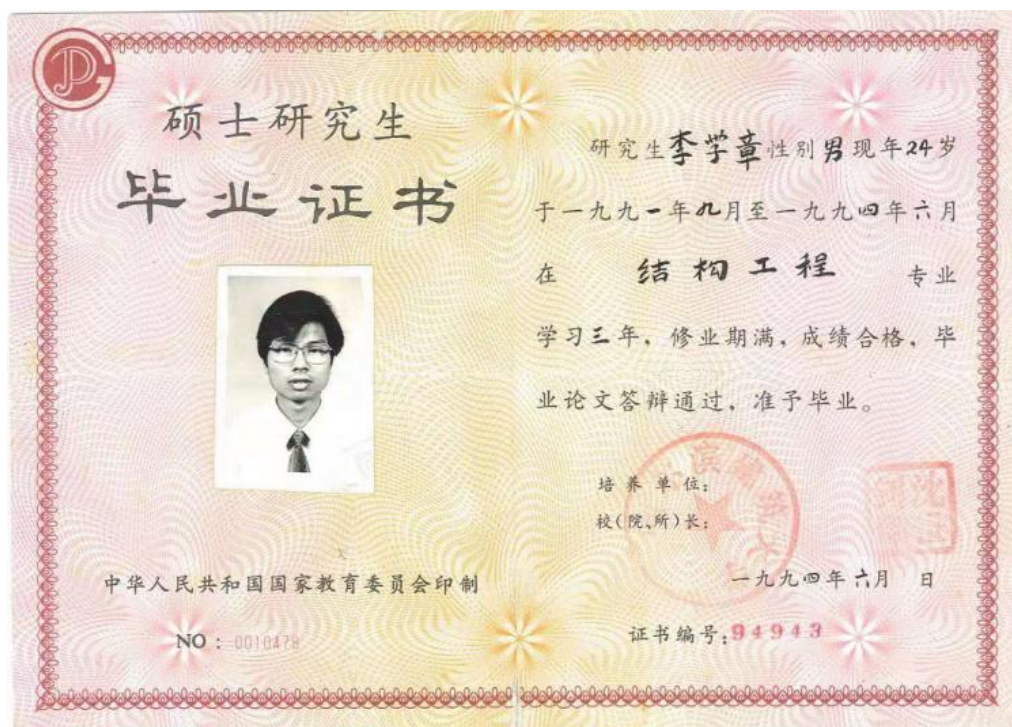 硕士研究生
毕业证书
中华人民共和国国家教育委员会印制
NO：0010478
研究生李学章性别男现年24岁
于一九九一年九月至一九九四年六月
在 结构工程 专业
学习三年，修业期满，成绩合格，毕
业论文答辩通过，准予毕业。
培养单位：
校(院、所)长：
一九九四年六月 日
证书编号：94943